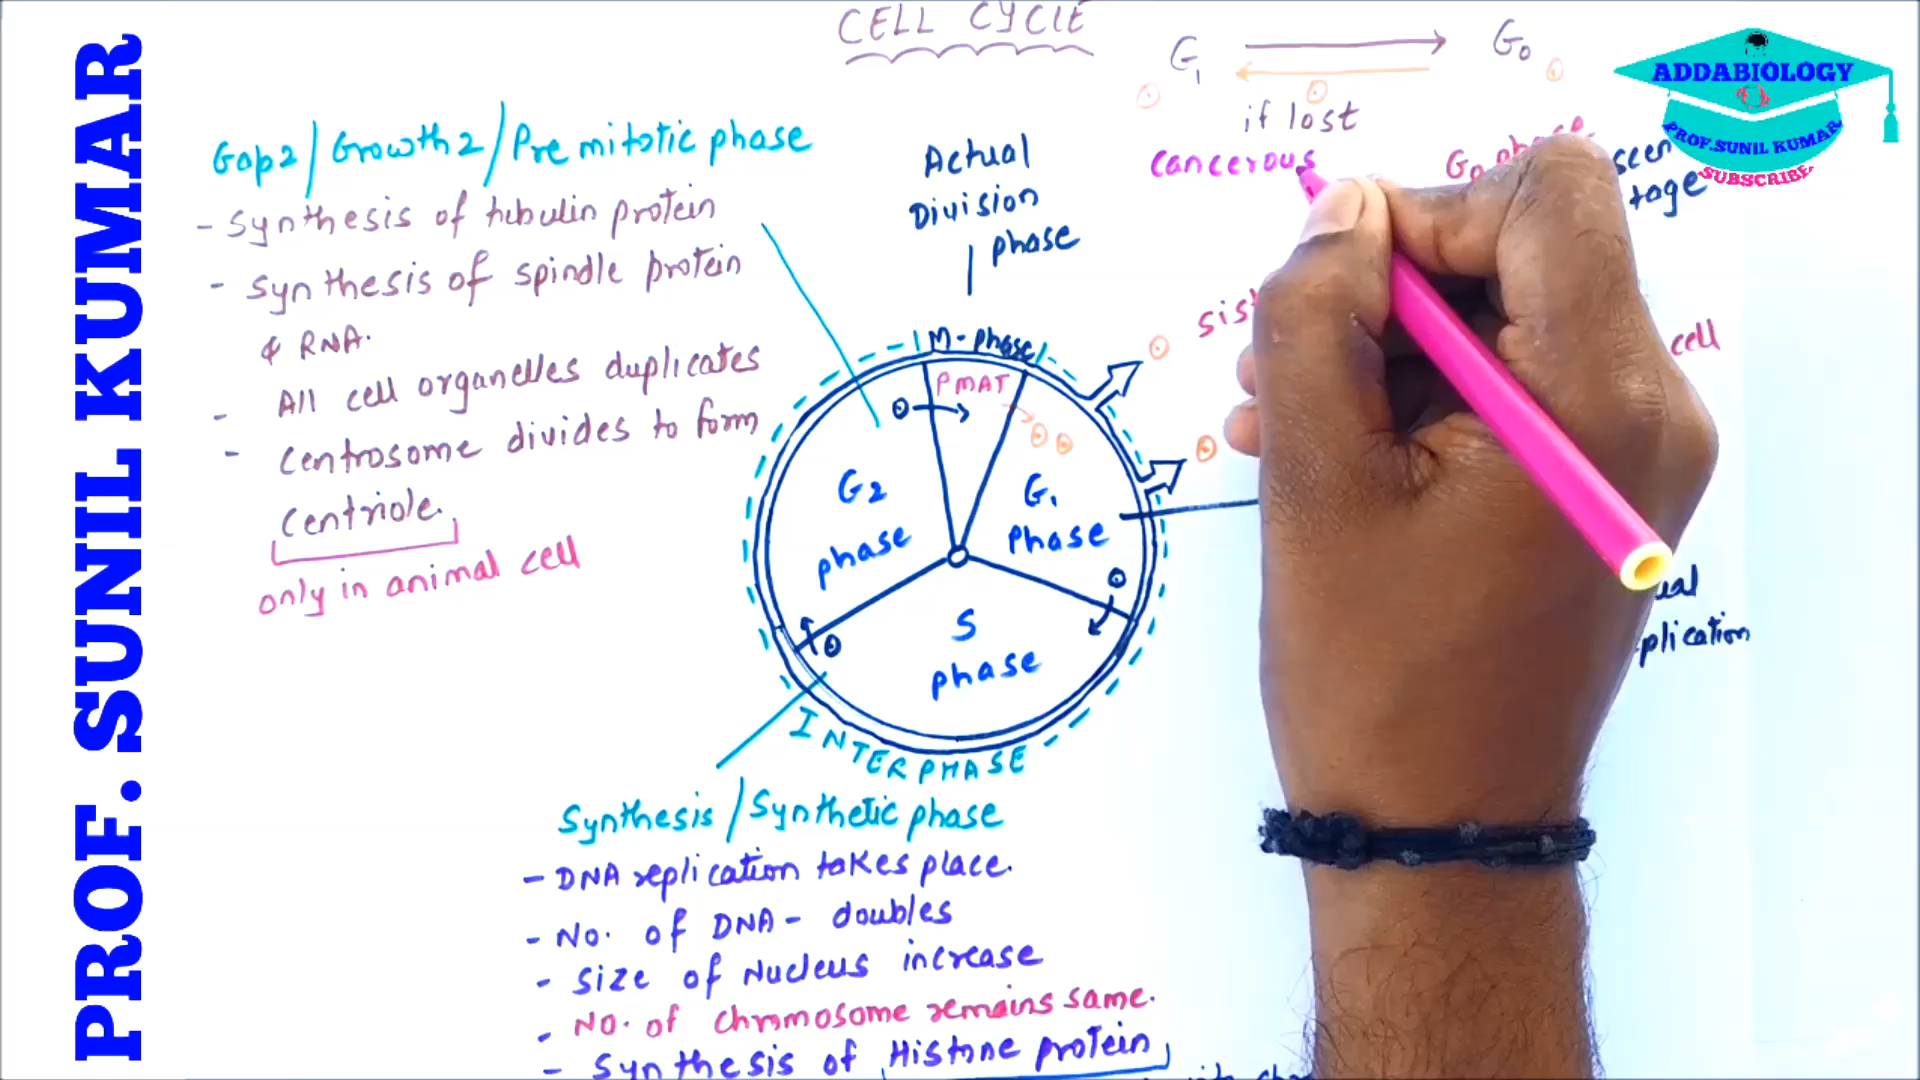 PROF. SUNIL KUMAR
CELL CYCLE
G1
G0
if lost
cancerous
G0 phase
ADDABIOLOGY
PROF.SUNIL KUMAR
SUBSCRIBE
Gap2/Growth2/Pre mitotic phase
- Synthesis of tubulin protein
- Synthesis of spindle protein
& RNA.
- All cell organelles duplicates
- Centrosome divides to form
Centriole.
only in animal cell
Actual
Division
phase
M-phase
PMAT
G2
phase
G1
phase
S
phase
INTERPHASE
cell
Synthesis/Synthetic phase
- DNA replication takes place.
- No. of DNA - doubles
- Size of Nucleus increase
- No. of chromosome remains same.
- Synthesis of Histone protein